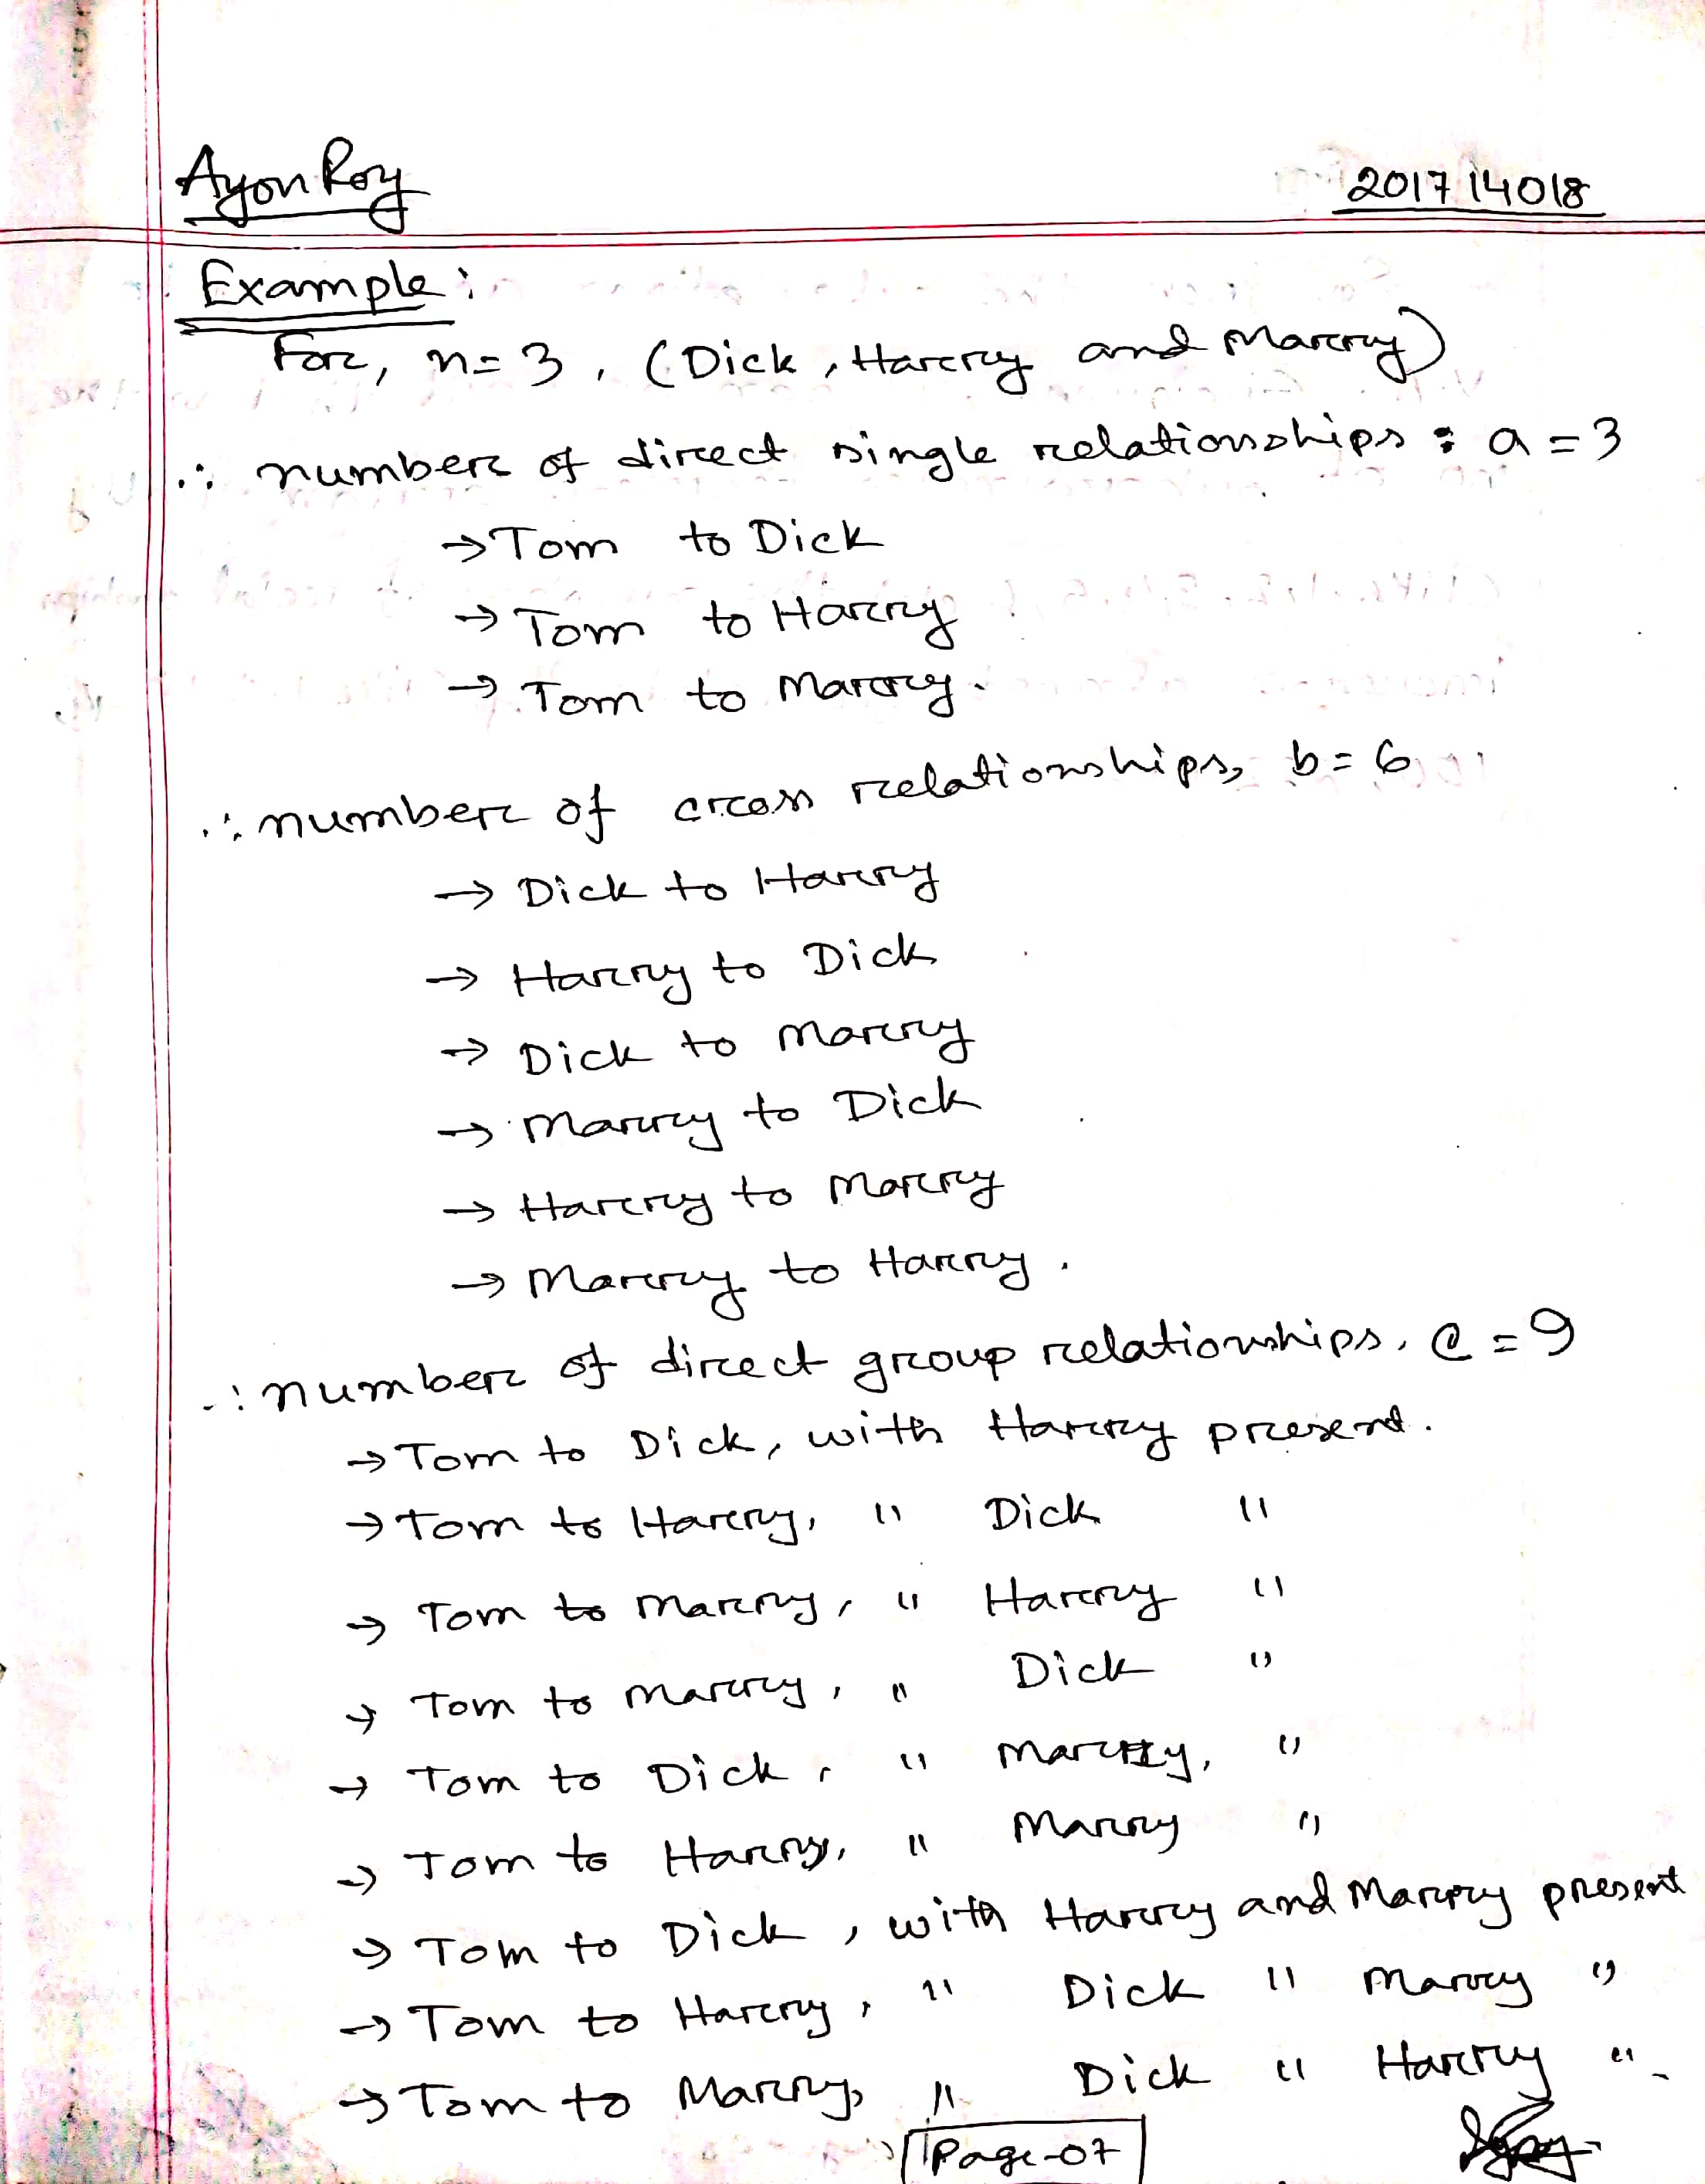 Ayon Roy
201714018
Example:
For, n=3, (Dick, Harry and Marry)
∴ number of direct single relationships: a=3
→ Tom to Dick
→ Tom to Harry
→ Tom to Marry.
∴ number of cross relationships, b=6
→ Dick to Harry
→ Harry to Dick
→ Dick to Marry
→ Marry to Dick
→ Harry to Marry
→ Marry to Harry.
∴ number of direct group relationships, c=9
→ Tom to Dick, with Harry present.
→ Tom to Harry, " Dick "
→ Tom to Marry, " Harry "
→ Tom to Marry, " Dick "
→ Tom to Dick, " Marry, "
→ Tom to Harry, " Marry "
→ Tom to Dick, with Harry and Marry present
→ Tom to Harry, " Dick " Marry "
→ Tom to Marry, " Dick " Harry ".
Page-07